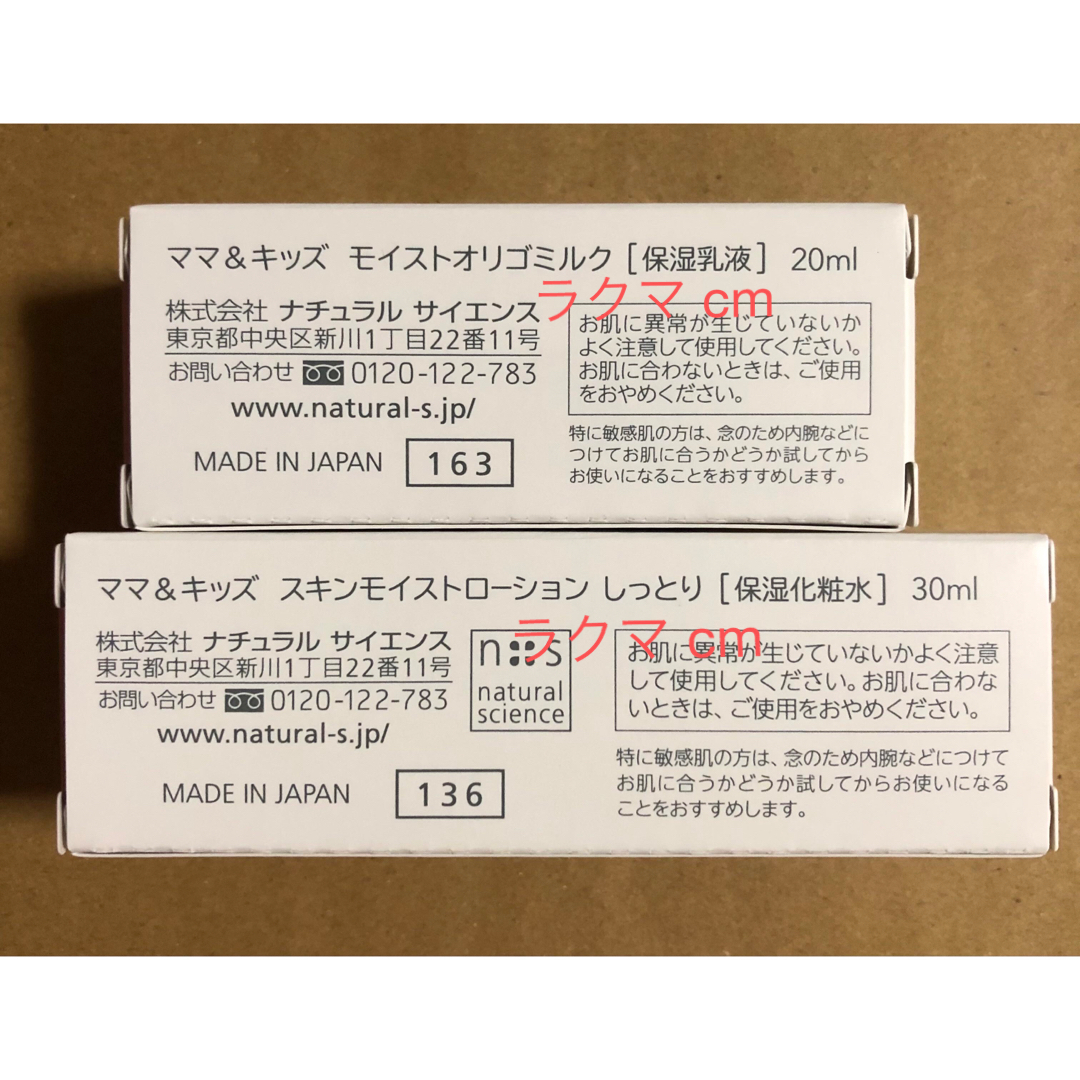 ママ＆キッズ モイストオリゴミルク［保湿乳液］ 20ml
ラクマ cm
株式会社 ナチュラル サイエンス
東京都中央区新川1丁目22番11号
お問い合わせ 0120-122-783
www.natural-s.jp/
MADE IN JAPAN 163
お肌に異常が生じていないか
よく注意して使用してください。
お肌に合わないときは、ご使用
をおやめください。
特に敏感肌の方は、念のため内腕などに
つけてお肌に合うかどうか試してから
お使いになることをおすすめします。
ママ＆キッズ スキンモイストローション しっとり［保湿化粧水］ 30ml
ラクマ cm
株式会社 ナチュラル サイエンス
東京都中央区新川1丁目22番11号
お問い合わせ 0120-122-783
www.natural-s.jp/
MADE IN JAPAN 136
n s
natural
science
お肌に異常が生じていないかよく注意
して使用してください。お肌に合わな
いときは、ご使用をおやめください。
特に敏感肌の方は、念のため内腕などにつけて
お肌に合うかどうか試してからお使いになる
ことをおすすめします。